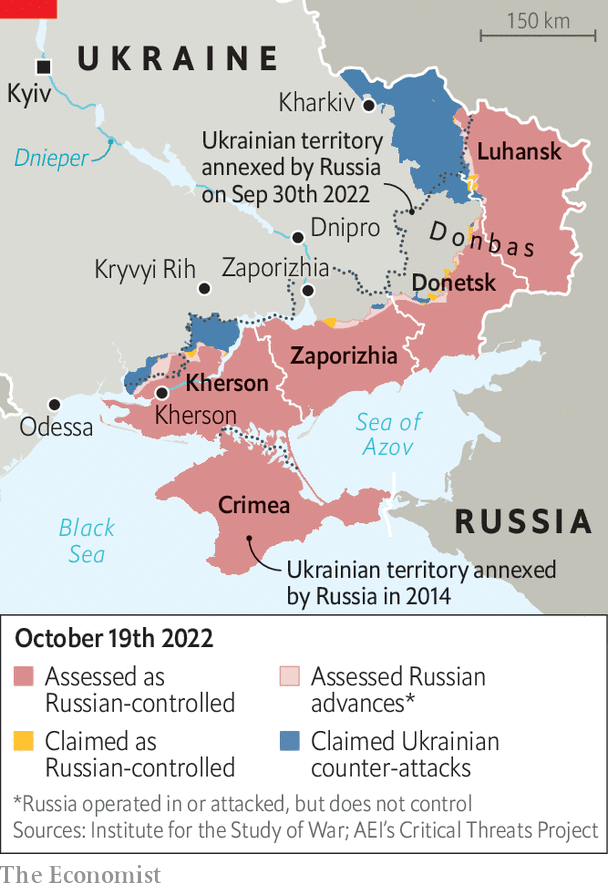 150 km
UKRAINE
Kyiv
Kharkiv
Dnieper
Ukrainian territory
annexed by Russia
on Sep 30th 2022
Luhansk
Donbas
Dnipro
Kryvyi Rih
Zaporizhia
Donetsk
Zaporizhia
Kherson
Kherson
Odessa
Sea of
Azov
Crimea
RUSSIA
Black
Sea
Ukrainian territory annexed
by Russia in 2014
October 19th 2022
Assessed as
Russian-controlled
Assessed Russian
advances*
Claimed as
Russian-controlled
Claimed Ukrainian
counter-attacks
*Russia operated in or attacked, but does not control
Sources: Institute for the Study of War; AEI’s Critical Threats Project
The Economist